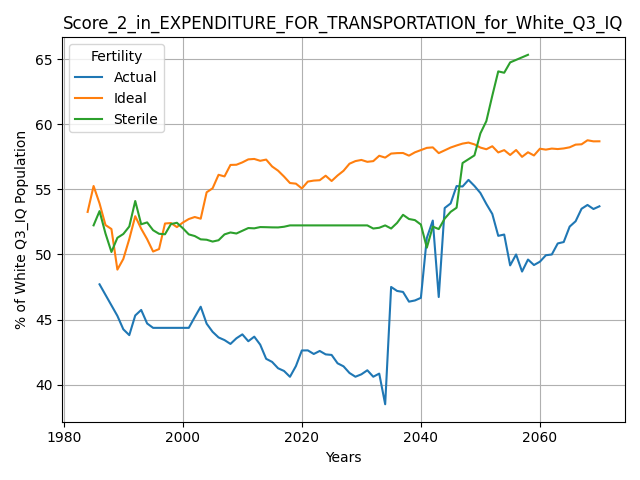 Score_2_in_EXPENDITURE_FOR_TRANSPORTATION_for_White_Q3_IQ
Fertility
Actual
Ideal
Sterile
% of White Q3_IQ Population
65
60
55
50
45
40
1980
2000
2020
2040
2060
Years